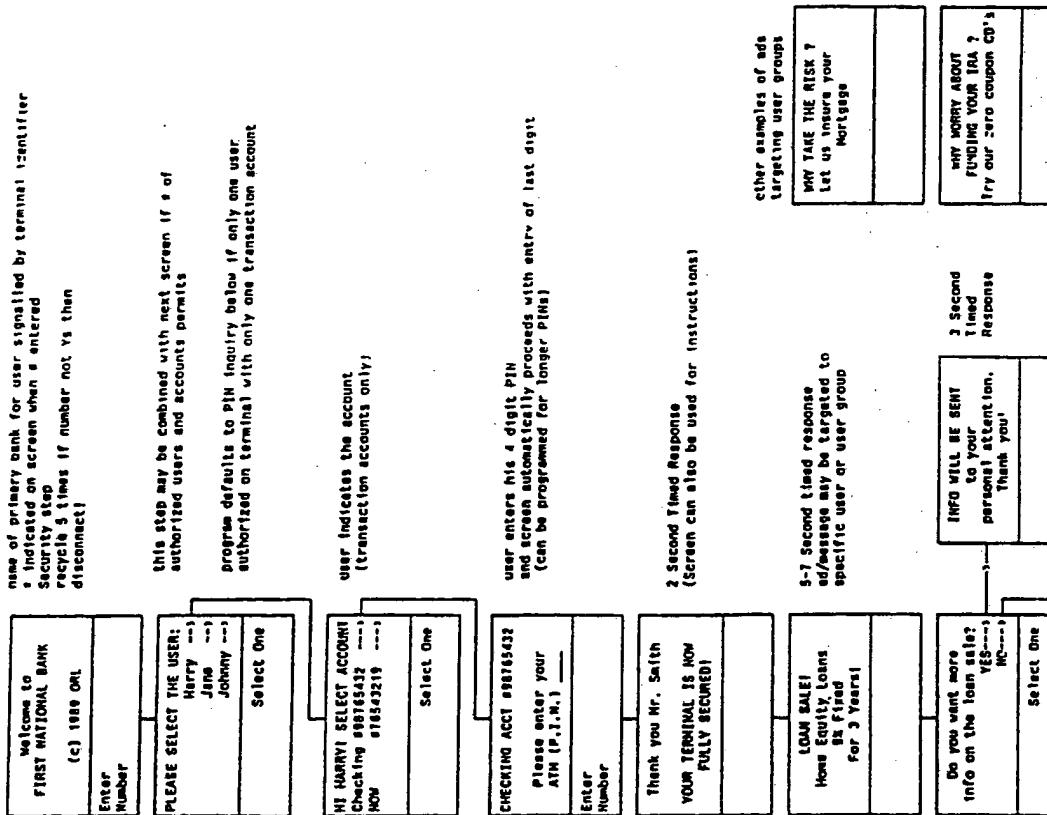 Welcome to
FIRST NATIONAL BANK
(c) 1989 ORL
Enter
Number
name of primary bank for user signalled by terminal identifier
# indicated on screen when # entered
Security step
recycle 5 times if number not vs then
disconnect)
PLEASE SELECT THE USER:
Harry --->
Jane --->
Johnny --->
Select One
this step may be combined with next screen if # of
authorized users and accounts permits
program defaults to PIN inquiry below if only one user
authorized on terminal with only one transaction account
HI HARRY! SELECT ACCOUNT
Checking #98765432 --->
NOW #76543219 --->
Select One
user indicates the account
(transaction accounts only)
CHECKING ACCT #98765432
Please enter your
ATM (P.I.N.) ____
Enter
Number
user enters his 4 digit PIN
and screen automatically proceeds with entry of last digit
(can be programmed for longer PINs)
Thank you Mr. Smith
YOUR TERMINAL IS NOW
FULLY SECURED!
2 Second Timed Response
(Screen can also be used for instructions)
LOAN SALE!
Home Equity Loans
9% Fixed
For 3 Years!
5-7 Second timed response
ad/message may be targeted to
specific user or user group
Do you want more
info on the loan sale?
YES--->
NO--->
Select One
INFO WILL BE SENT
to your
personal attention.
Thank you!
3 Second
Timed
Response
other examples of ads
targeting user groups
WHY TAKE THE RISK ?
Let us insure your
Mortgage
WHY WORRY ABOUT
FUNDING YOUR IRA ?
Try our zero coupon CD's